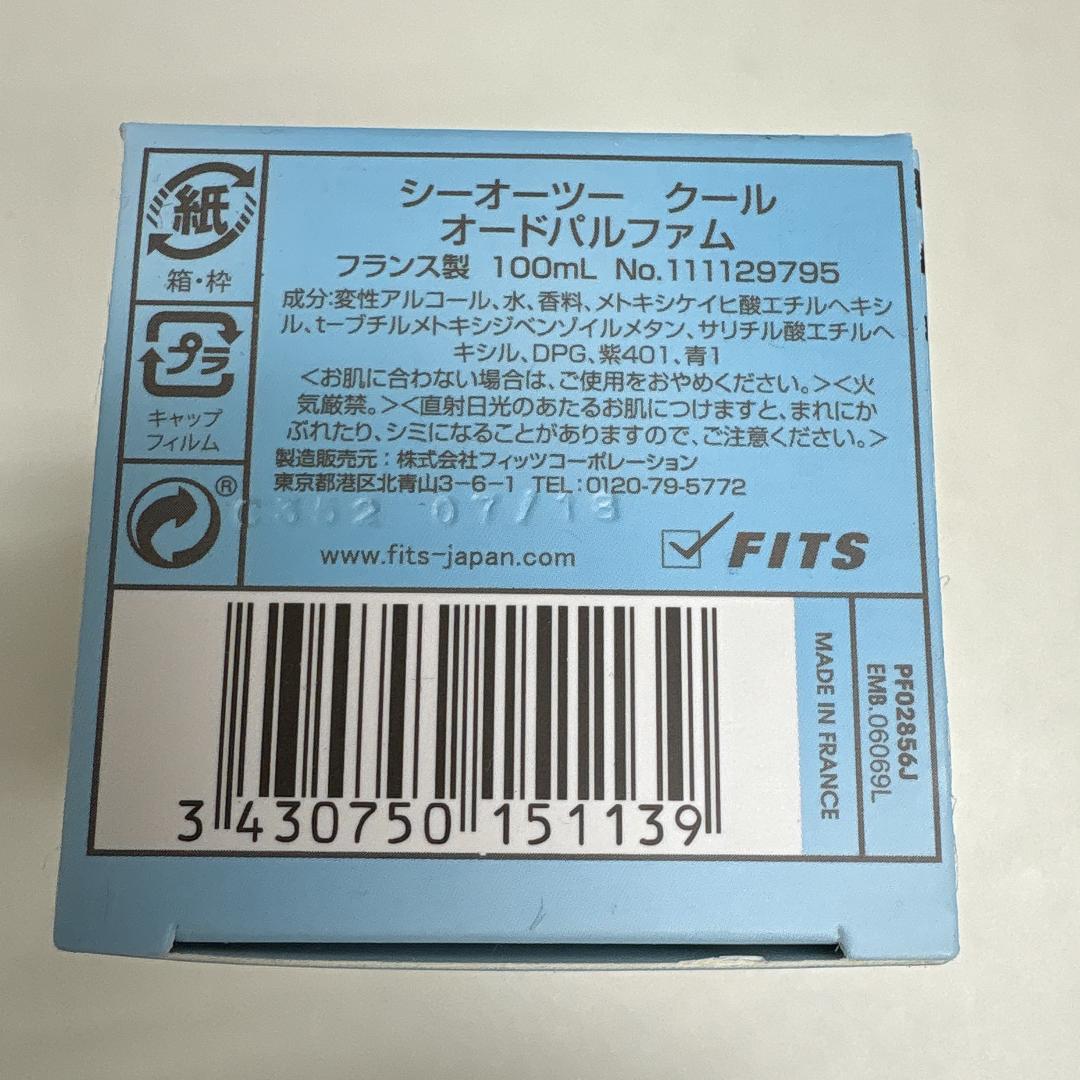 紙
箱・枠
プラ
キャップ
フィルム
®
シーオーツー クール
オードパルファム
フランス製 100mL No.111129795
成分:変性アルコール、水、香料、メトキシケイヒ酸エチルヘキシ
ル、t-ブチルメトキシジベンゾイルメタン、サリチル酸エチルヘ
キシル、DPG、紫401、青1
<お肌に合わない場合は、ご使用をおやめください。><火
気厳禁。><直射日光のあたるお肌につけますと、まれにか
ぶれたり、シミになることがありますので、ご注意ください。>
製造販売元:株式会社フィッツコーポレーション
東京都港区北青山3-6-1 TEL:0120-79-5772
07/18
www.fits-japan.com
FITS
3 430750 151139
MADE IN FRANCE
PF02856J
EMB.06069L